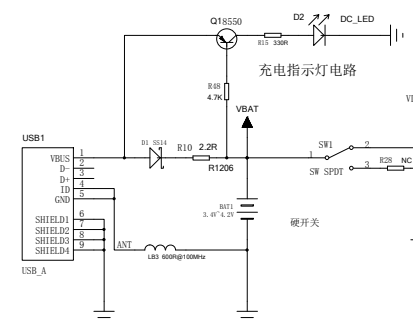 Q1 8550
D2
DC_LED
R15 330R
充电指示灯电路
R48
4.7K
VBAT
USB1
D1 SS14
R10 2.2R
R1206
SW1
1
2
3
SW SPDT
R28 NC
VBUS 1
D- 2
D+ 3
ID 4
GND 5
SHIELD1 6
SHIELD2 7
SHIELD3 8
SHIELD4 9
USB_A
BAT1
3.4V~4.2V
硬开关
ANT
LB3 600R@100MHz